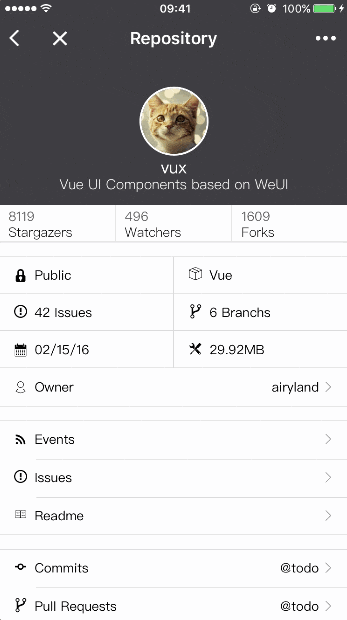 09:41
100%
Repository
vux
Vue UI Components based on WeUI
8119
Stargazers
496
Watchers
1609
Forks
Public
Vue
42 Issues
6 Branchs
02/15/16
29.92MB
Owner
airyland
Events
Issues
Readme
Commits
@todo
Pull Requests
@todo